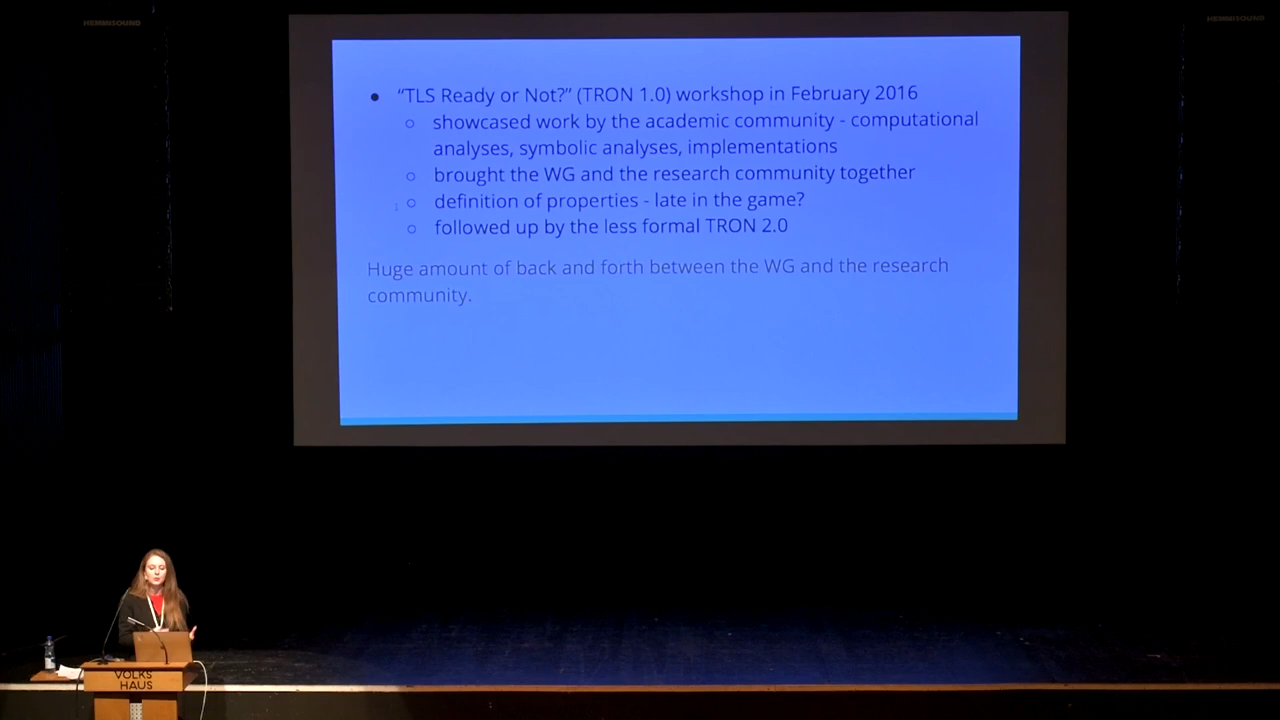 HEMMISOUND
HEMMISOUND
“TLS Ready or Not?” (TRON 1.0) workshop in February 2016
showcased work by the academic community - computational
analyses, symbolic analyses, implementations
brought the WG and the research community together
definition of properties - late in the game?
followed up by the less formal TRON 2.0
Huge amount of back and forth between the WG and the research
community.
VOLKS
HAUS